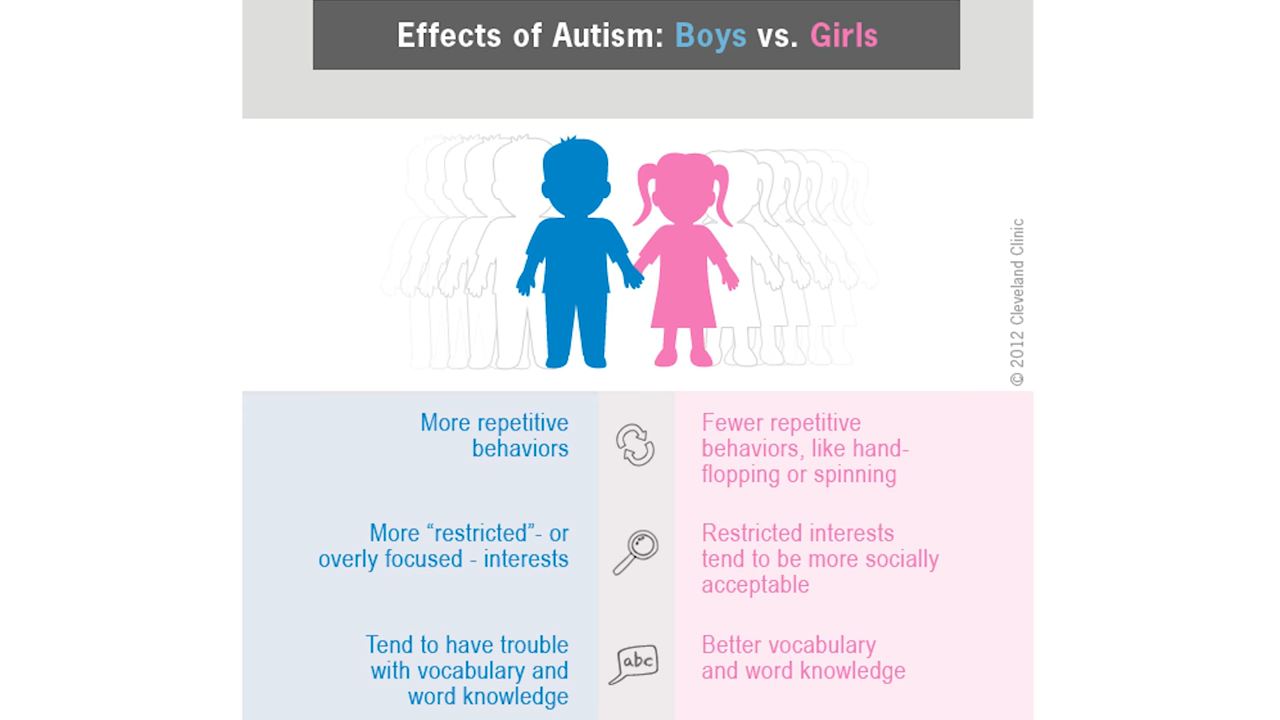 Effects of Autism: Boys vs. Girls
© 2012 Cleveland Clinic
More repetitive
behaviors
Fewer repetitive
behaviors, like hand-
flopping or spinning
More “restricted”- or
overly focused - interests
Restricted interests
tend to be more socially
acceptable
Tend to have trouble
with vocabulary and
word knowledge
abc
Better vocabulary
and word knowledge